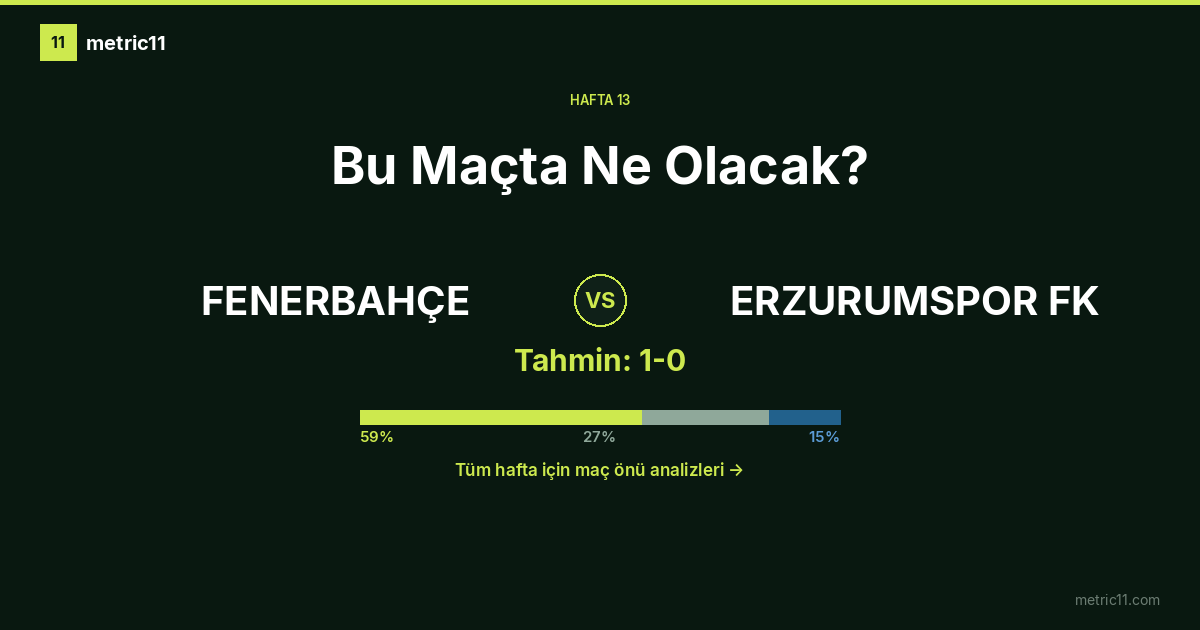 11 metric11
HAFTA 13
Bu Maçta Ne Olacak?
FENERBAHÇE VS ERZURUMSPOR FK
Tahmin: 1-0
59% 27% 15%
Tüm hafta için maç önü analizleri →
metric11.com